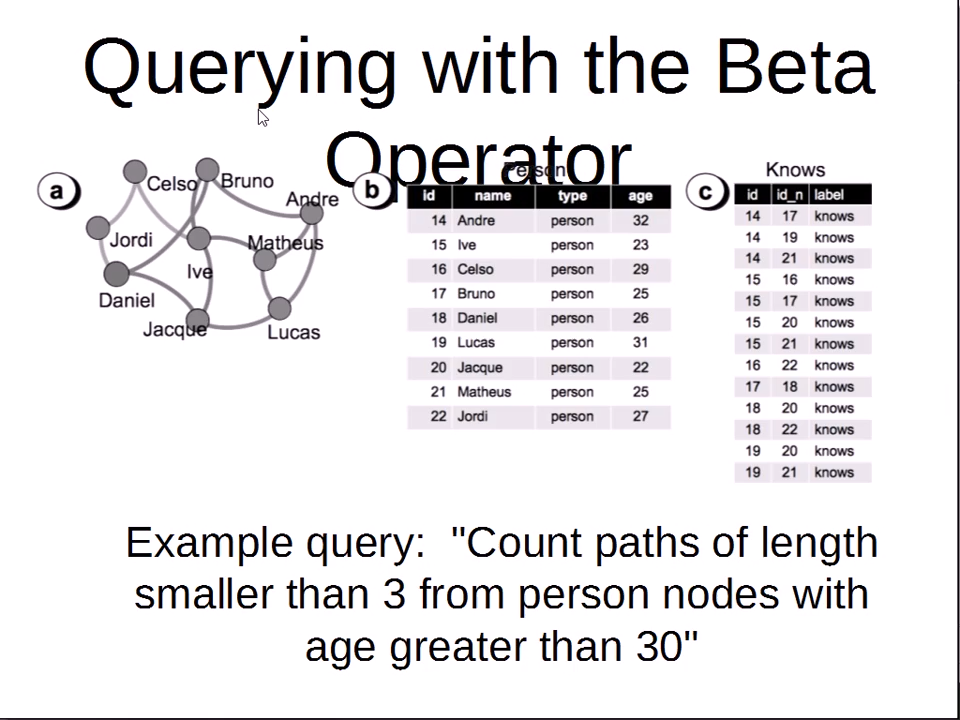 Querying with the Beta
Operator
a
Celso
Bruno
Andre
Jordi
Matheus
Ive
Daniel
Jacque
Lucas
b
Person
id name type age
14 Andre person 32
15 Ive person 23
16 Celso person 29
17 Bruno person 25
18 Daniel person 26
19 Lucas person 31
20 Jacque person 22
21 Matheus person 25
22 Jordi person 27
c
Knows
id id_n label
14 17 knows
14 19 knows
14 21 knows
15 16 knows
15 17 knows
15 20 knows
15 21 knows
16 22 knows
17 18 knows
18 20 knows
18 22 knows
19 20 knows
19 21 knows
Example query: "Count paths of length
smaller than 3 from person nodes with
age greater than 30"